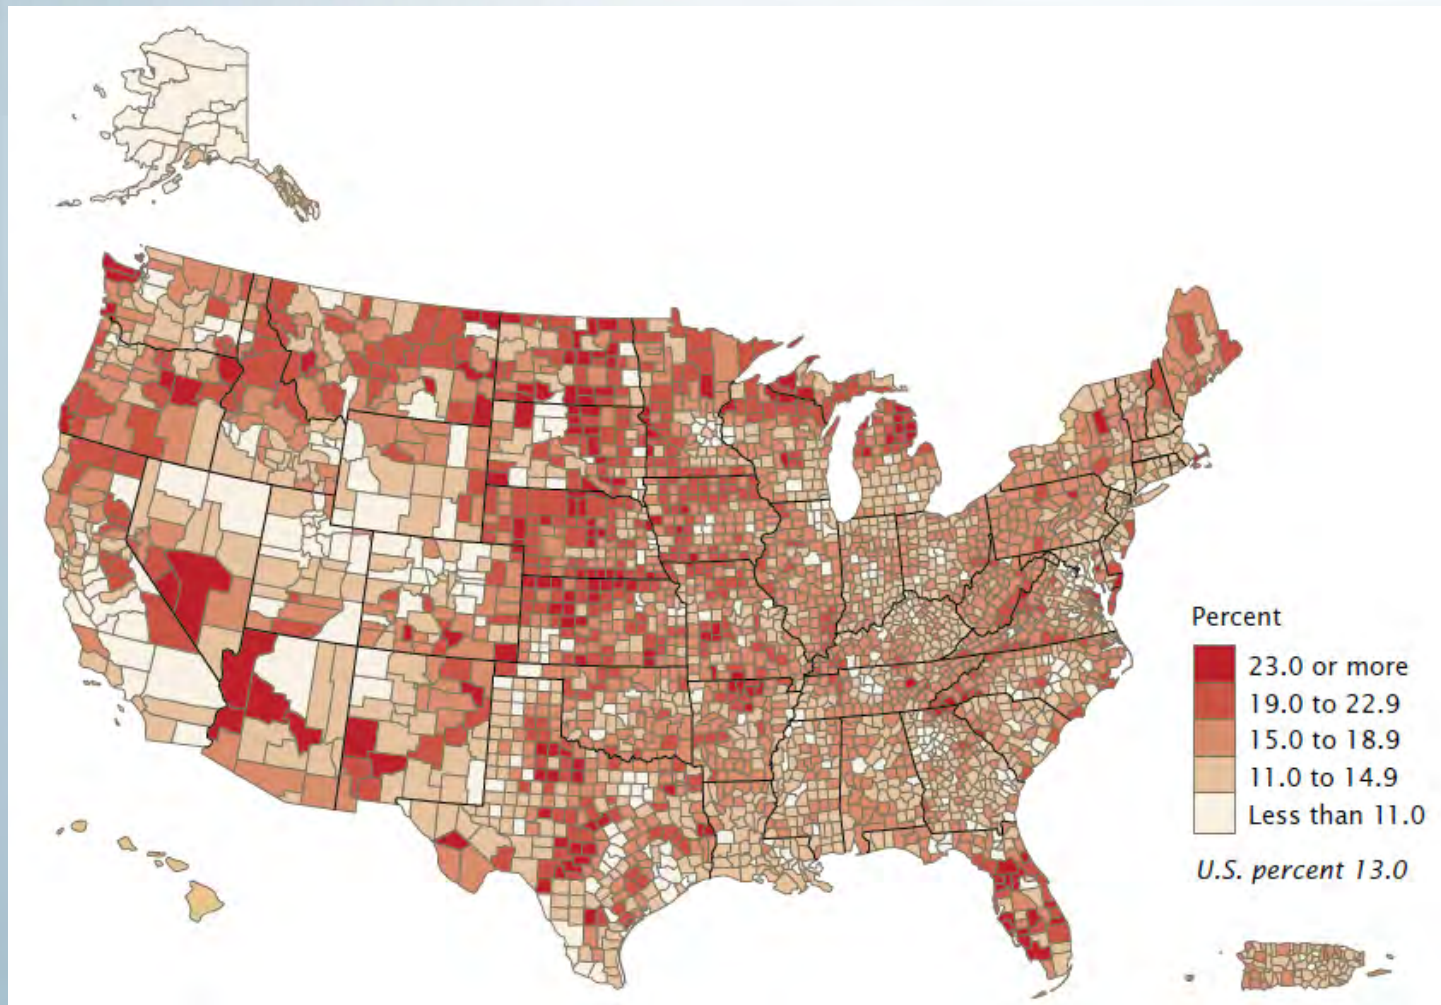 Percent
23.0 or more
19.0 to 22.9
15.0 to 18.9
11.0 to 14.9
Less than 11.0
U.S. percent 13.0